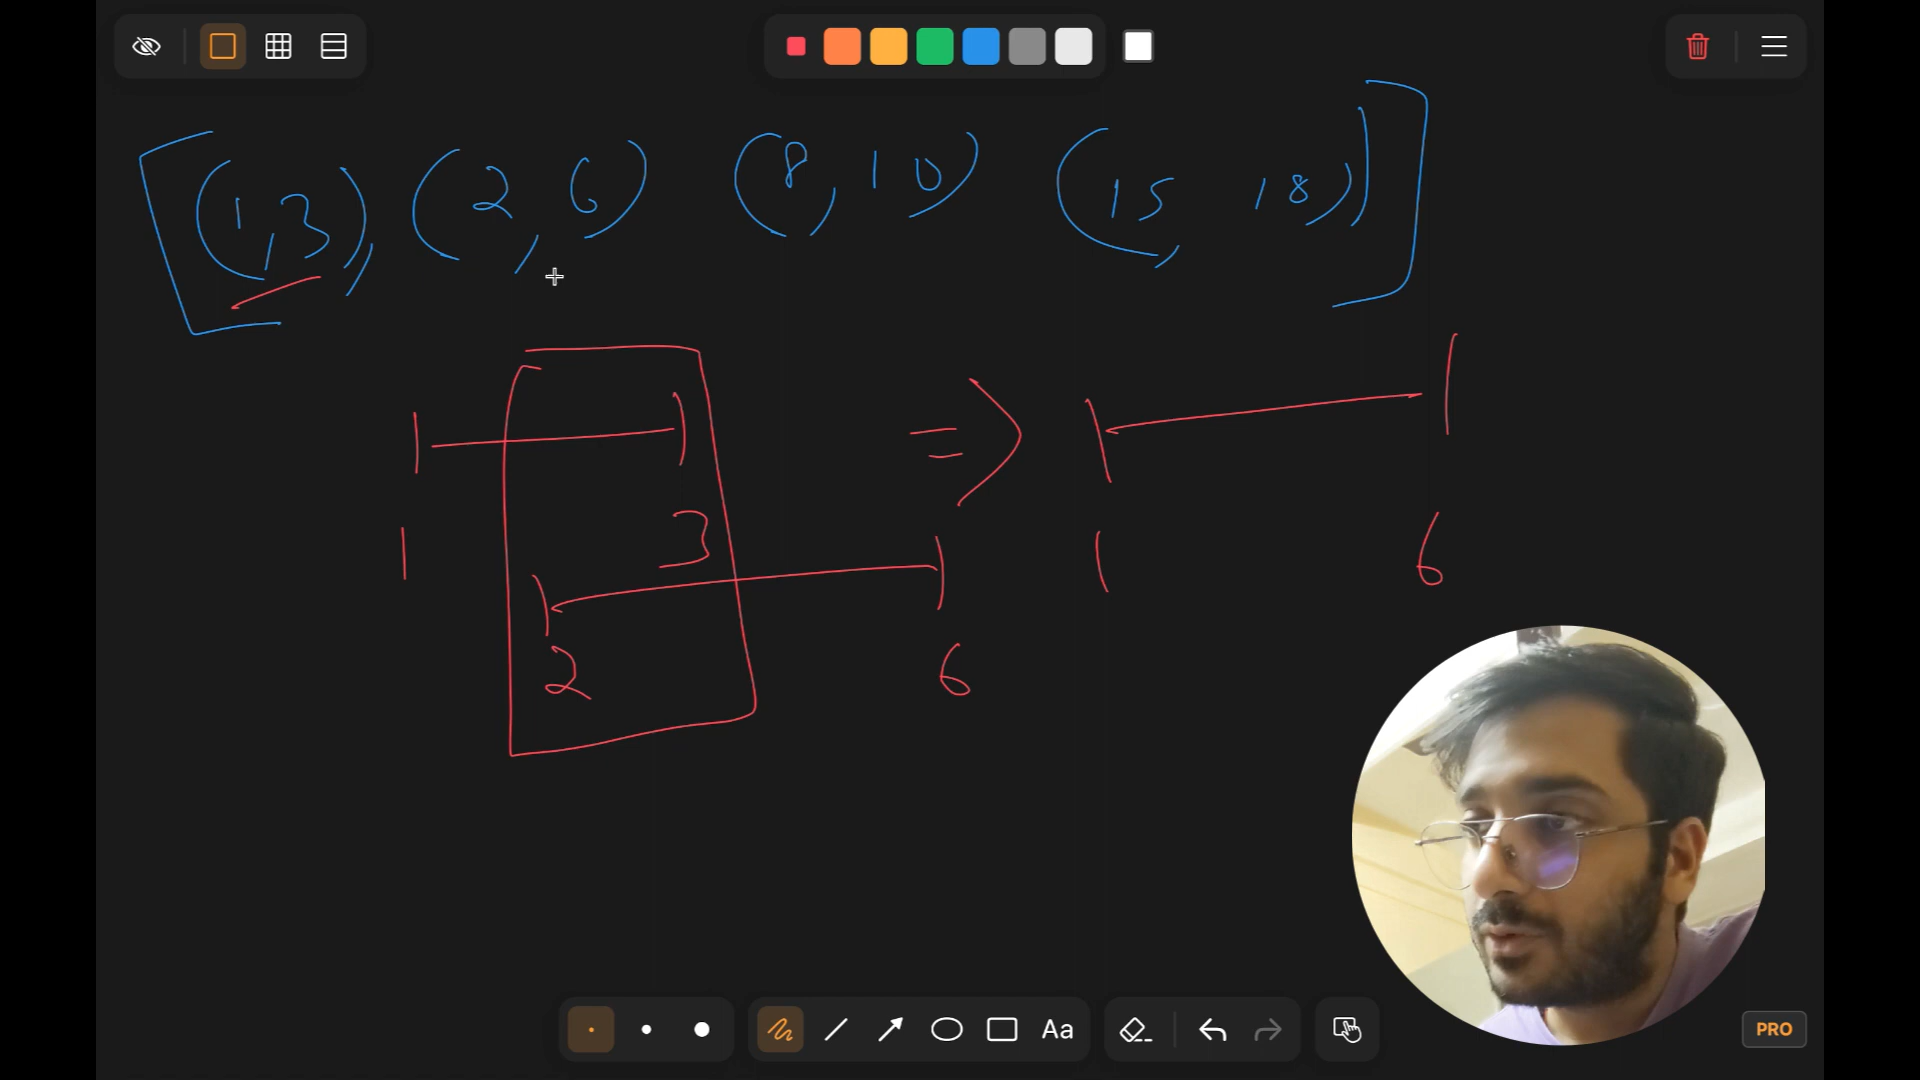 [(1,3), (2,6) (8,10) (15, 18))]
1 3 => 1 6
2 6
Aa
PRO